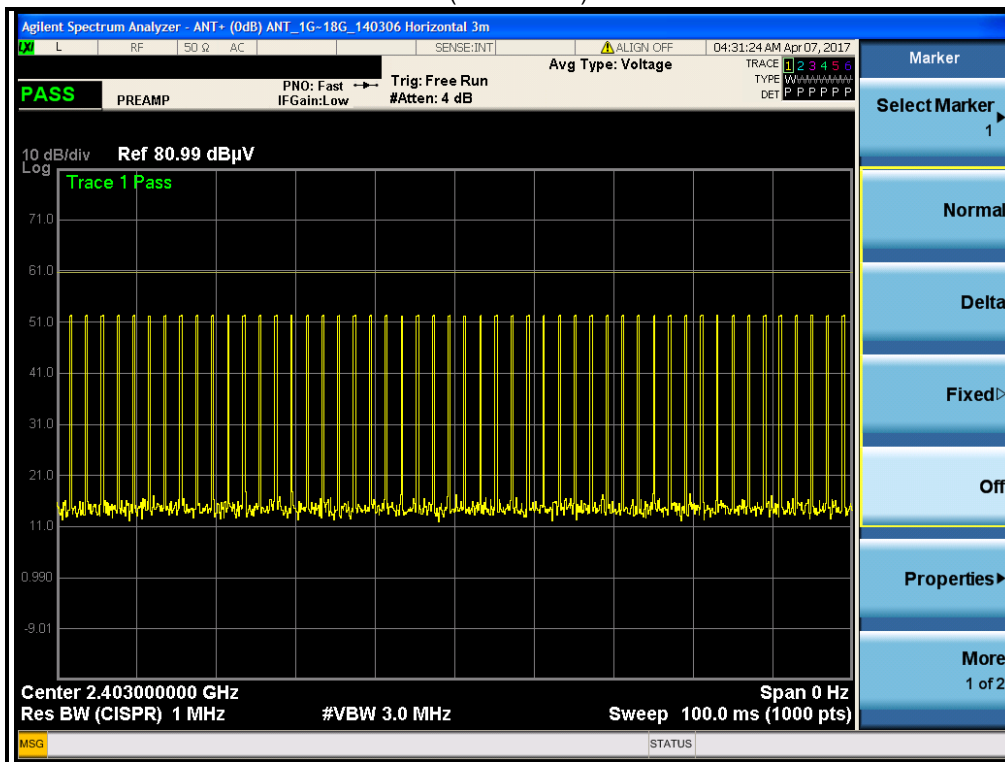 Agilent Spectrum Analyzer - ANT+ (0dB) ANT_1G~18G_140306 Horizontal 3m
LXI L RF 50 Ω AC SENSE:INT ALIGN OFF 04:31:24 AM Apr 07, 2017
Avg Type: Voltage
TRACE 1 2 3 4 5 6
TYPE
DET P P P P P P
PASS PREAMP
PNO: Fast
IFGain:Low
Trig: Free Run
#Atten: 4 dB
10 dB/div Ref 80.99 dBµV
Log
Trace 1 Pass
71.0
61.0
51.0
41.0
31.0
21.0
11.0
0.990
-9.01
Center 2.403000000 GHz Span 0 Hz
Res BW (CISPR) 1 MHz #VBW 3.0 MHz Sweep 100.0 ms (1000 pts)
MSG STATUS
Marker
Select Marker
1
Normal
Delta
Fixed
Off
Properties
More
1 of 2